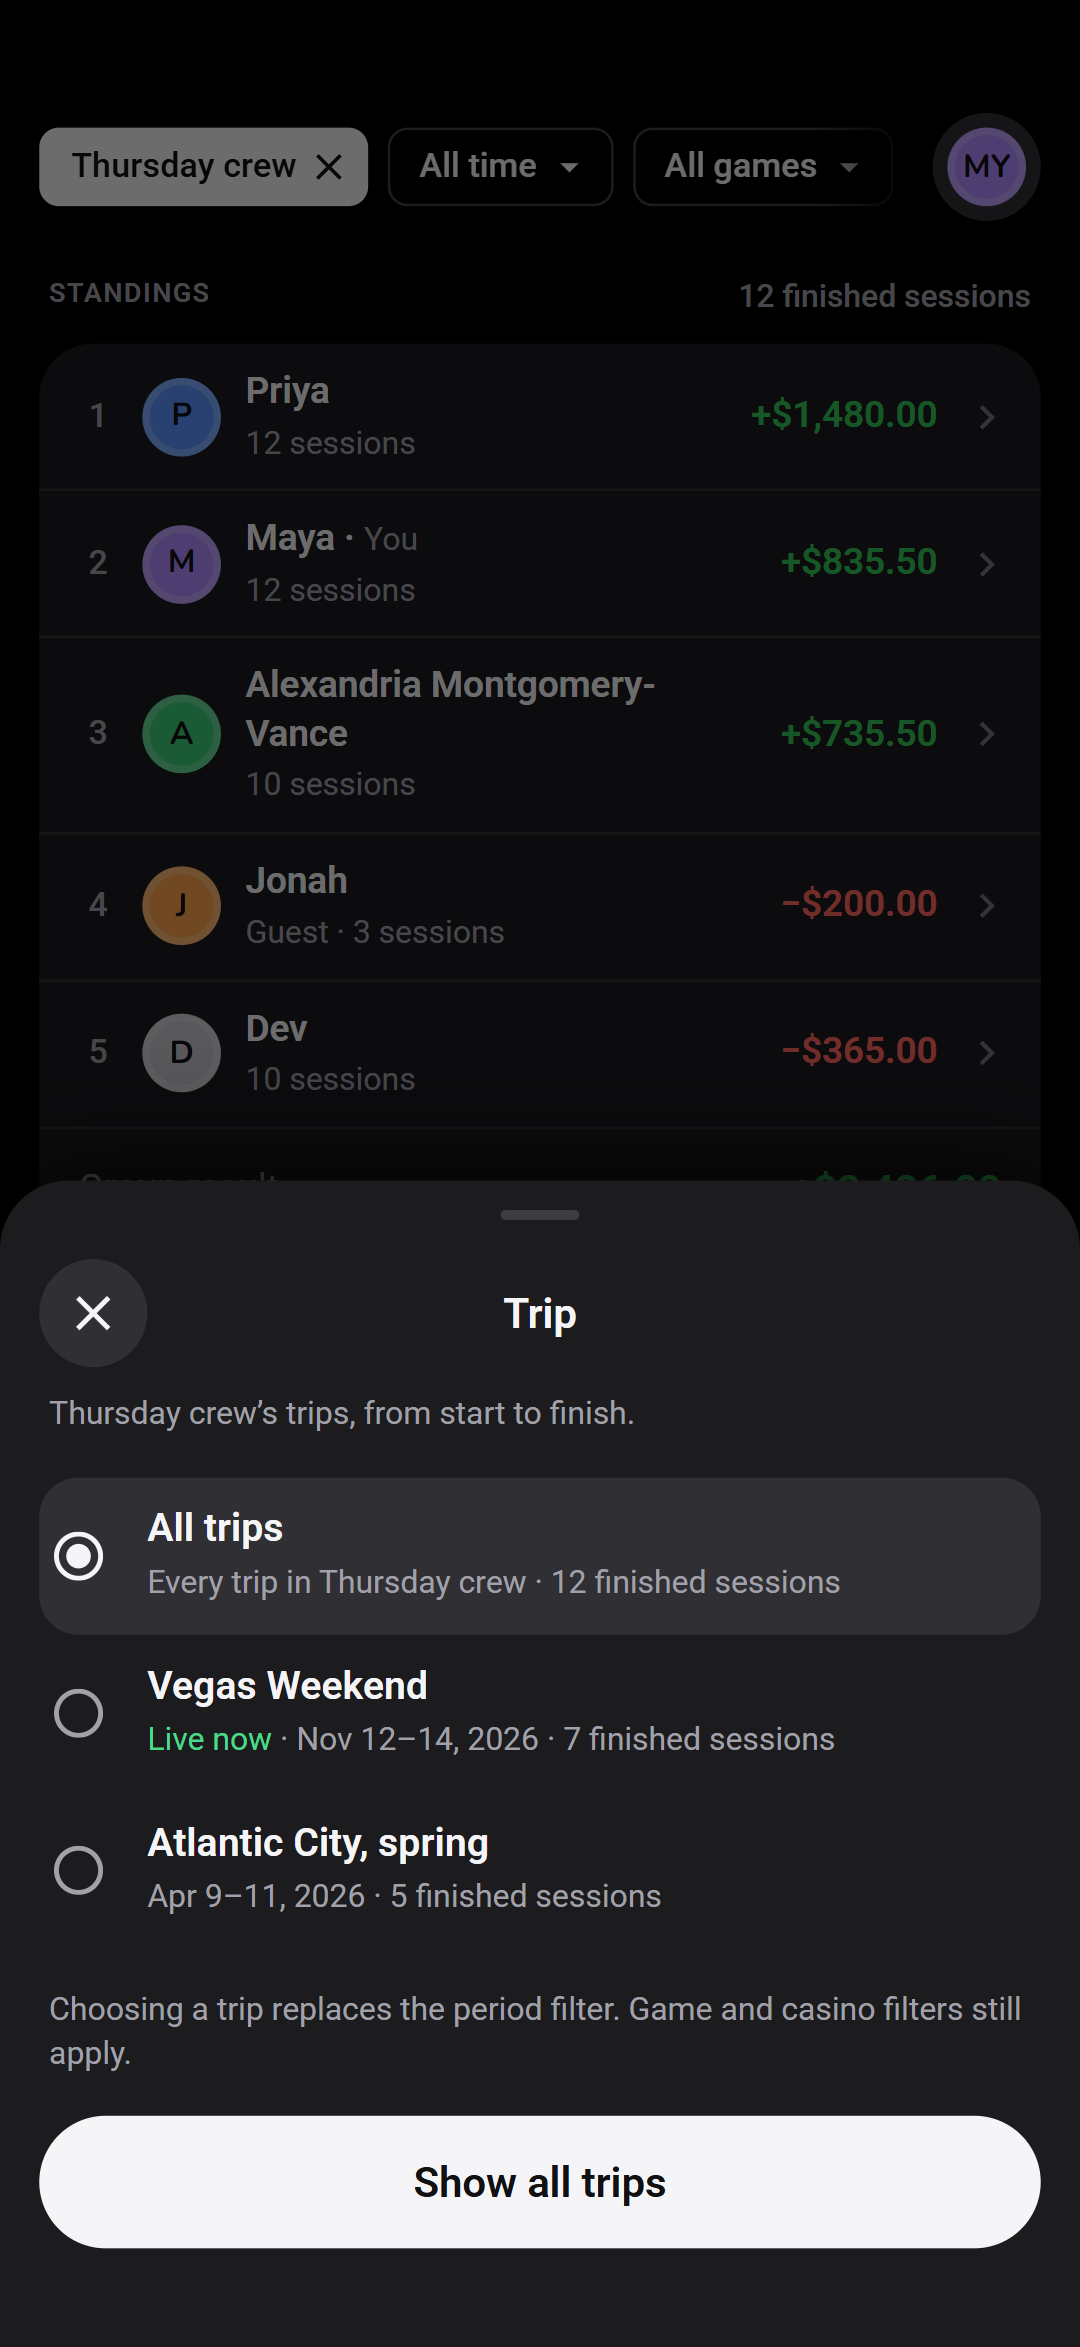 Thursday crew
All time
All games
MY
STANDINGS
12 finished sessions
1
P
Priya
12 sessions
+$1,480.00
2
M
Maya · You
12 sessions
+$835.50
3
A
Alexandria Montgomery-
Vance
10 sessions
+$735.50
4
J
Jonah
Guest · 3 sessions
−$200.00
5
D
Dev
10 sessions
−$365.00
Trip
Thursday crew’s trips, from start to finish.
All trips
Every trip in Thursday crew · 12 finished sessions
Vegas Weekend
Live now · Nov 12–14, 2026 · 7 finished sessions
Atlantic City, spring
Apr 9–11, 2026 · 5 finished sessions
Choosing a trip replaces the period filter. Game and casino filters still
apply.
Show all trips